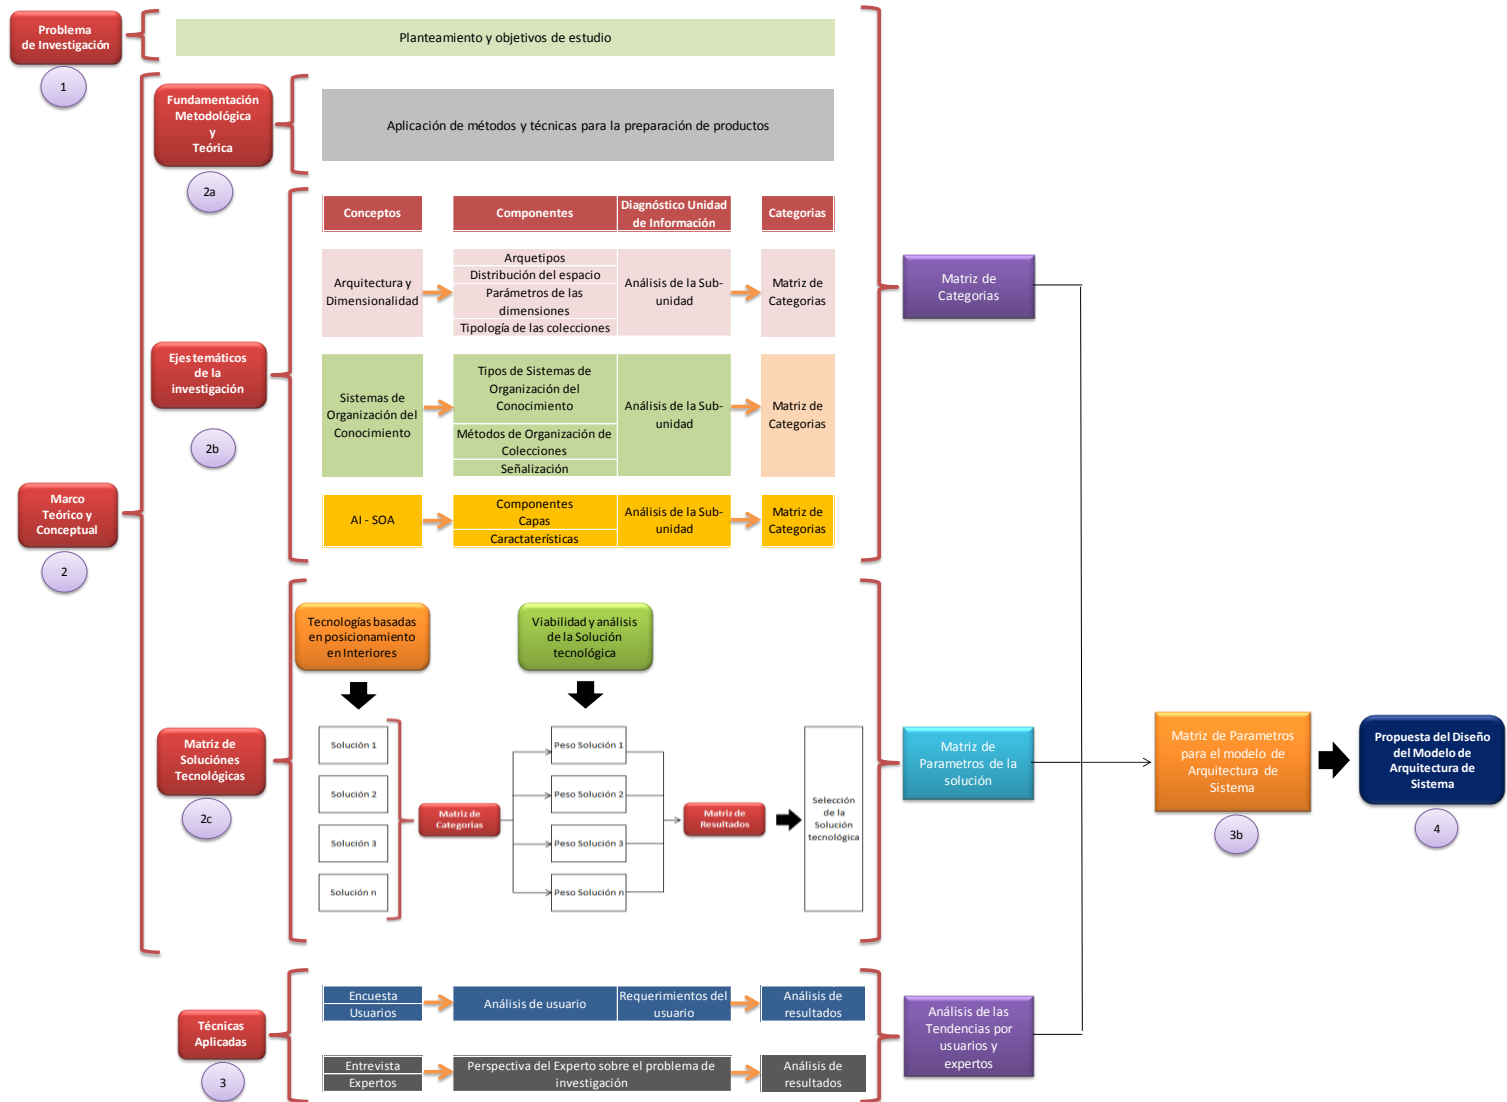 Problema
de Investigación
1
Planteamiento y objetivos de estudio
Fundamentación
Metodológica
y
Teórica
2a
Aplicación de métodos y técnicas para la preparación de productos
Conceptos
Componentes
Diagnóstico Unidad
de Información
Categorias
Arquitectura y
Dimensionalidad
Arquetipos
Distribución del espacio
Parámetros de las
dimensiones
Tipología de las colecciones
Análisis de la Sub-
unidad
Matriz de
Categorias
Ejes temáticos
de la
investigación
2b
Sistemas de
Organización del
Conocimiento
Tipos de Sistemas de
Organización del
Conocimiento
Métodos de Organización de
Colecciones
Señalización
Análisis de la Sub-
unidad
Matriz de
Categorias
AI - SOA
Componentes
Capas
Caractaterísticas
Análisis de la Sub-
unidad
Matriz de
Categorias
Matriz de
Categorias
Marco
Teórico y
Conceptual
2
Tecnologías basadas
en posicionamiento
en Interiores
Viabilidad y análisis
de la Solución
tecnológica
Matriz de
Soluciónes
Tecnológicas
2c
Solución 1
Solución 2
Solución 3
Solución n
Matriz de
Categorias
Peso Solución 1
Peso Solución 2
Peso Solución 3
Peso Solución n
Matriz de
Resultados
Selección
de la
Solución
tecnológica
Matriz de
Parametros de la
solución
Matriz de Parametros
para el modelo de
Arquitectura de
Sistema
3b
Propuesta del Diseño
del Modelo de
Arquitectura de
Sistema
4
Técnicas
Aplicadas
3
Encuesta
Usuarios
Análisis de usuario
Requerimientos del
usuario
Análisis de
resultados
Entrevista
Expertos
Perspectiva del Experto sobre el problema de
investigación
Análisis de
resultados
Análisis de las
Tendencias por
usuarios y
expertos